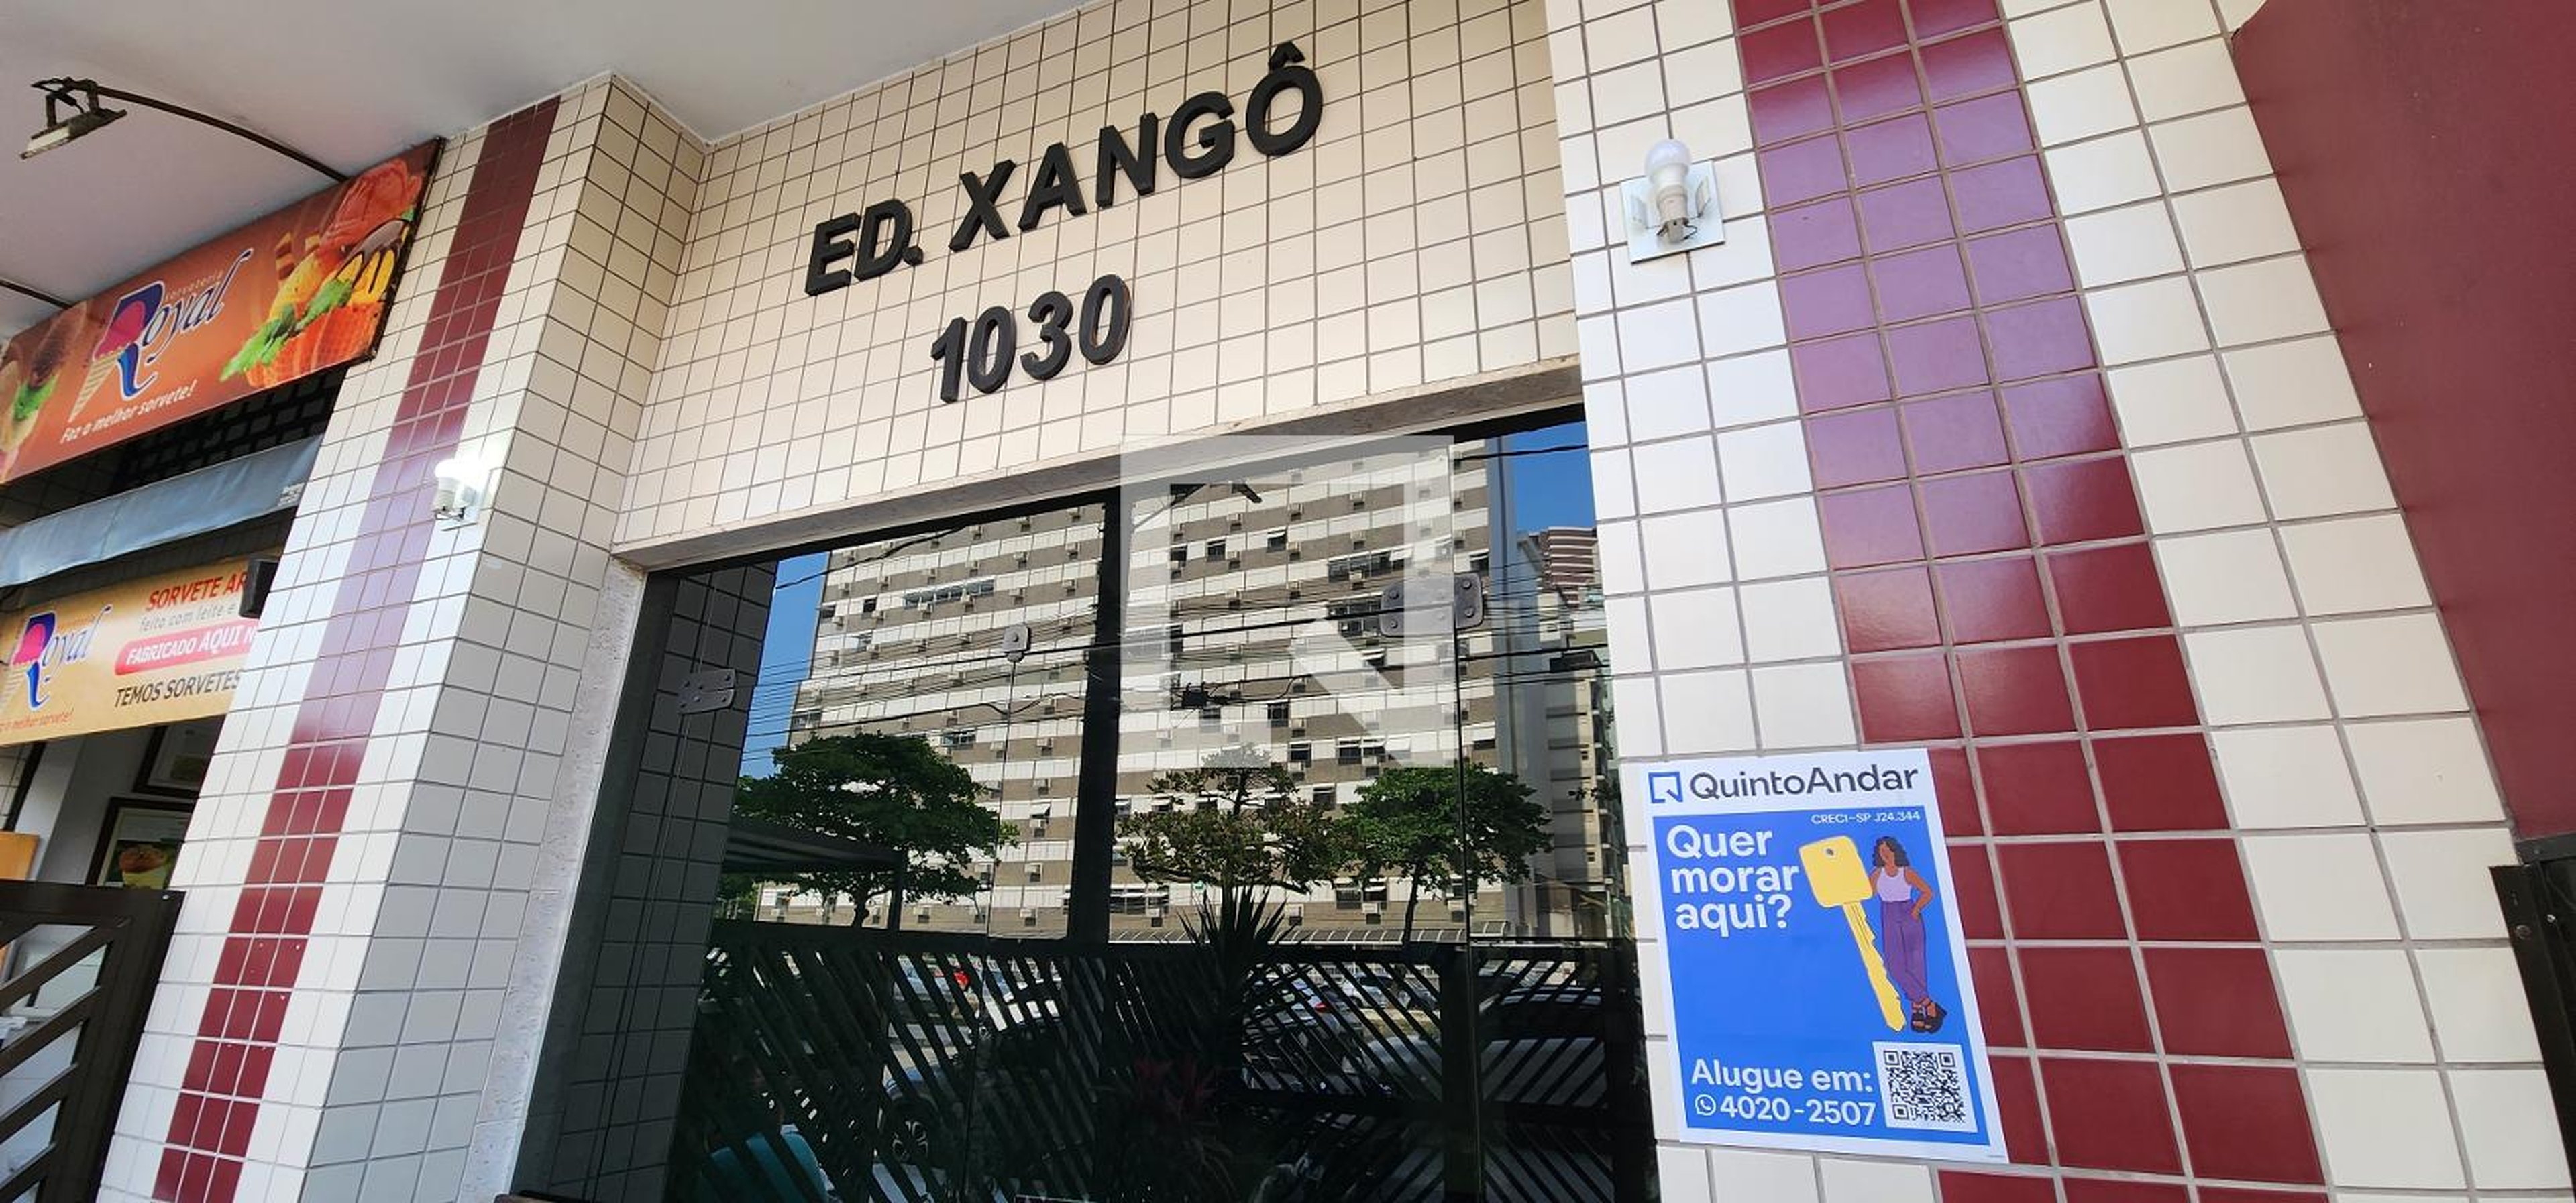 ED. XANGÔ
1030
sorveteria
Royal
Faz o melhor sorvete!
SORVETE AR
feito com leite e
FABRICADO AQUI N
TEMOS SORVETES
Royal
o melhor sorvete!
QuintoAndar
CRECI-SP J24.344
Quer
morar
aqui?
Alugue em:
4020-2507